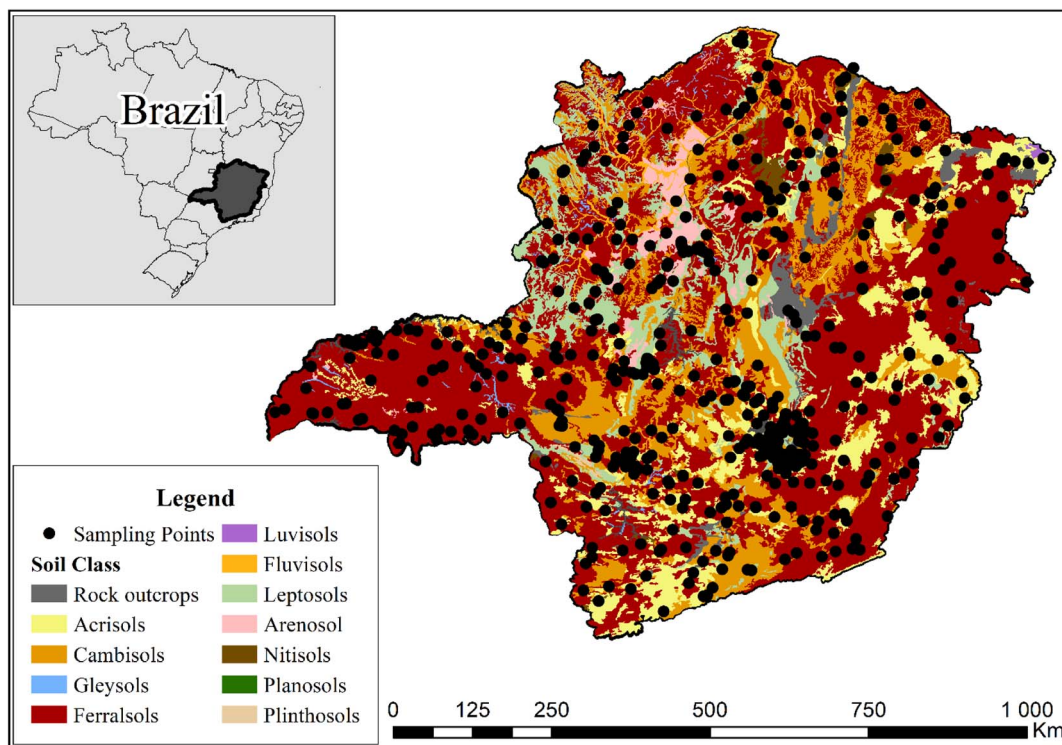 Brazil
Legend
Sampling Points
Soil Class
Rock outcrops
Acrisols
Cambisols
Gleysols
Ferralsols
Luvisols
Fluvisols
Leptosols
Arenosol
Nitisols
Planosols
Plinthosols
0 125 250 500 750 1 000
Km